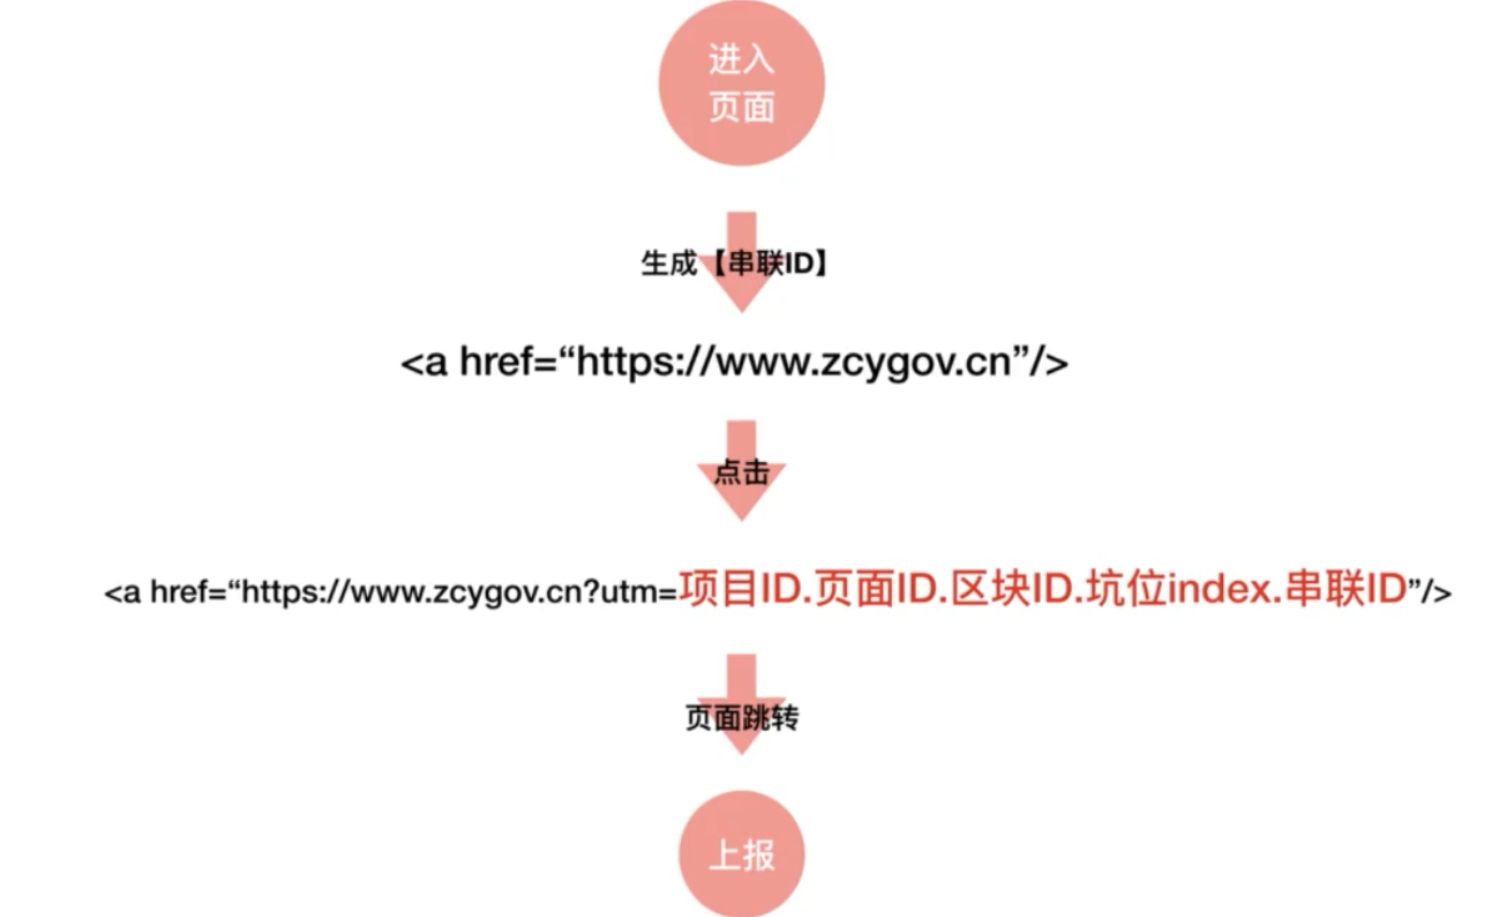 进入
页面
生成【串联ID】
<a href=“https://www.zcygov.cn”/>
点击
<a href=“https://www.zcygov.cn?utm=项目ID.页面ID.区块ID.坑位index.串联ID”/>
页面跳转
上报